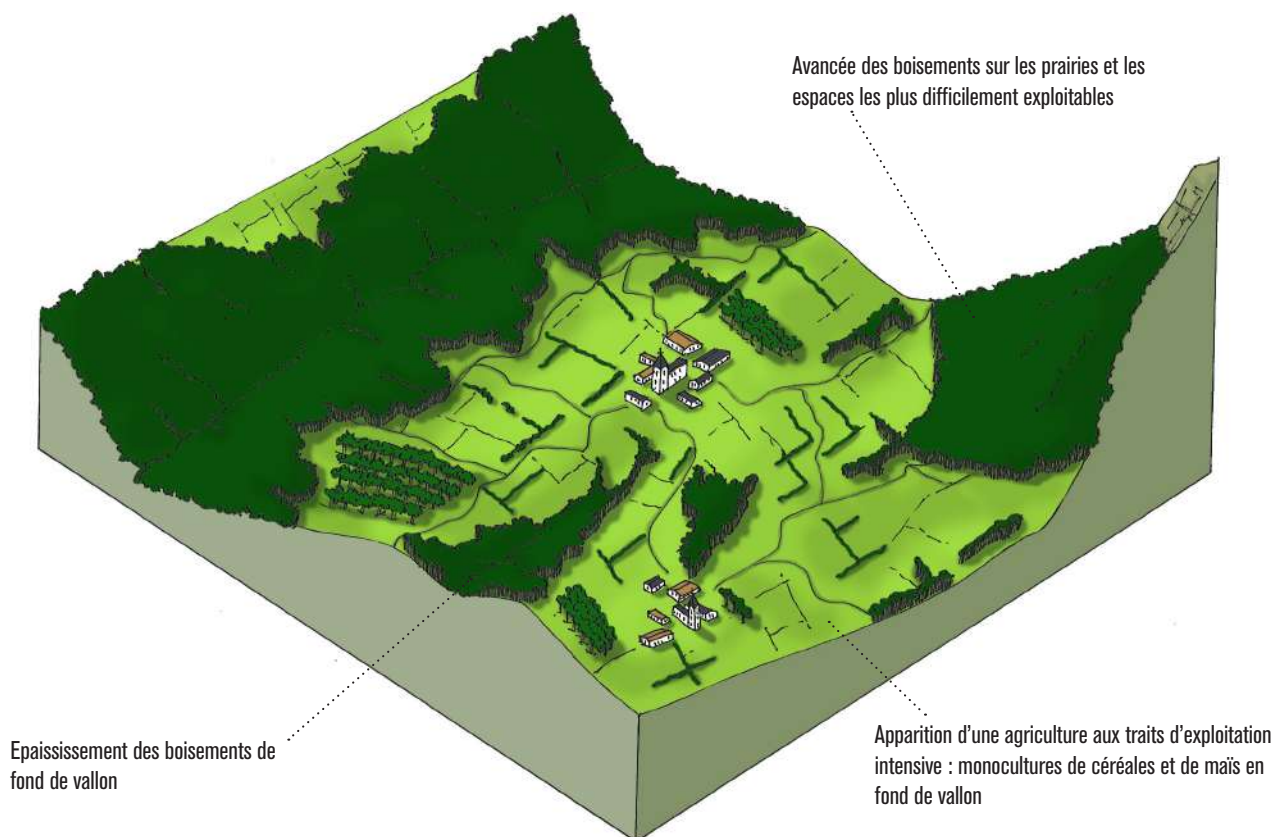 Avancée des boisements sur les prairies et les
espaces les plus difficilement exploitables
Epaississement des boisements de
fond de vallon
Apparition d'une agriculture aux traits d'exploitation
intensive : monocultures de céréales et de maïs en
fond de vallon